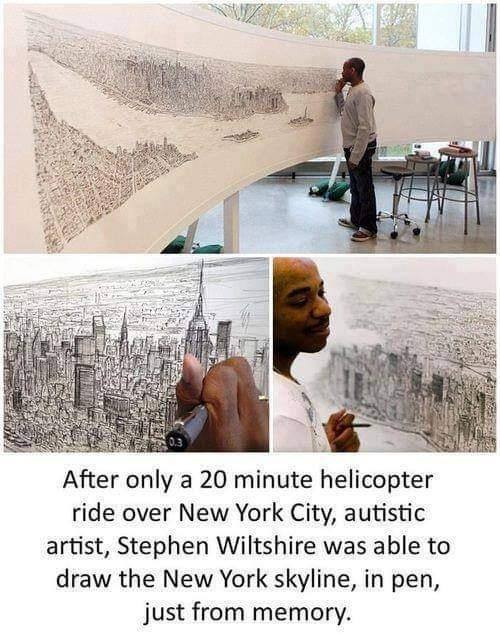 0.3
After only a 20 minute helicopter
ride over New York City, autistic
artist, Stephen Wiltshire was able to
draw the New York skyline, in pen,
just from memory.